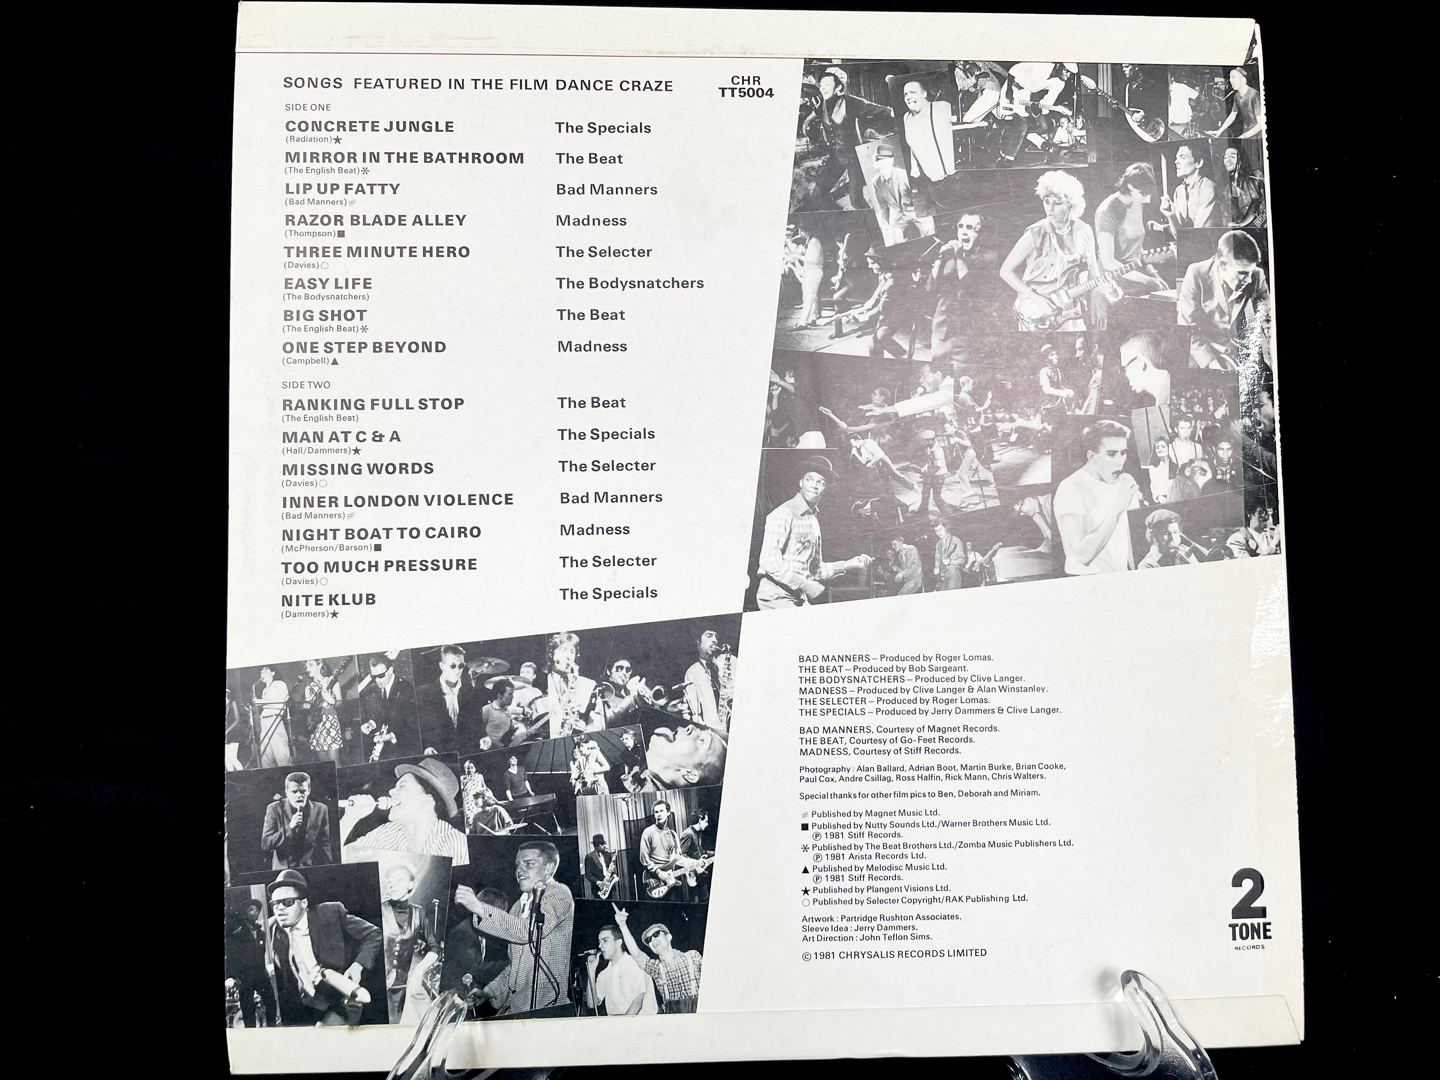 SONGS FEATURED IN THE FILM DANCE CRAZE
CHR
TT5004
SIDE ONE
CONCRETE JUNGLE The Specials
(Radiation)★
MIRROR IN THE BATHROOM The Beat
(The English Beat)✲
LIP UP FATTY Bad Manners
(Bad Manners)#
RAZOR BLADE ALLEY Madness
(Thompson)■
THREE MINUTE HERO The Selecter
(Davies)○
EASY LIFE The Bodysnatchers
(The Bodysnatchers)
BIG SHOT The Beat
(The English Beat)✲
ONE STEP BEYOND Madness
(Campbell)▲
SIDE TWO
RANKING FULL STOP The Beat
(The English Beat)
MAN AT C & A The Specials
(Hall/Dammers)★
MISSING WORDS The Selecter
(Davies)○
INNER LONDON VIOLENCE Bad Manners
(Bad Manners)#
NIGHT BOAT TO CAIRO Madness
(McPherson/Barson)■
TOO MUCH PRESSURE The Selecter
(Davies)○
NITE KLUB The Specials
(Dammers)★
BAD MANNERS – Produced by Roger Lomas.
THE BEAT – Produced by Bob Sargeant.
THE BODYSNATCHERS – Produced by Clive Langer.
MADNESS – Produced by Clive Langer & Alan Winstanley.
THE SELECTER – Produced by Roger Lomas.
THE SPECIALS – Produced by Jerry Dammers & Clive Langer.
BAD MANNERS, Courtesy of Magnet Records.
THE BEAT, Courtesy of Go-Feet Records.
MADNESS, Courtesy of Stiff Records.
Photography : Alan Ballard, Adrian Boot, Martin Burke, Brian Cooke,
Paul Cox, Andre Csillag, Ross Halfin, Rick Mann, Chris Walters.
Special thanks for other film pics to Ben, Deborah and Miriam.
# Published by Magnet Music Ltd.
■ Published by Nutty Sounds Ltd./Warner Brothers Music Ltd.
℗ 1981 Stiff Records.
✲ Published by The Beat Brothers Ltd./Zomba Music Publishers Ltd.
℗ 1981 Arista Records Ltd.
▲ Published by Melodisc Music Ltd.
℗ 1981 Stiff Records.
★ Published by Plangent Visions Ltd.
○ Published by Selecter Copyright/RAK Publishing Ltd.
Artwork : Partridge Rushton Associates.
Sleeve Idea : Jerry Dammers.
Art Direction : John Teflon Sims.
© 1981 CHRYSALIS RECORDS LIMITED
2
TONE
RECORDS